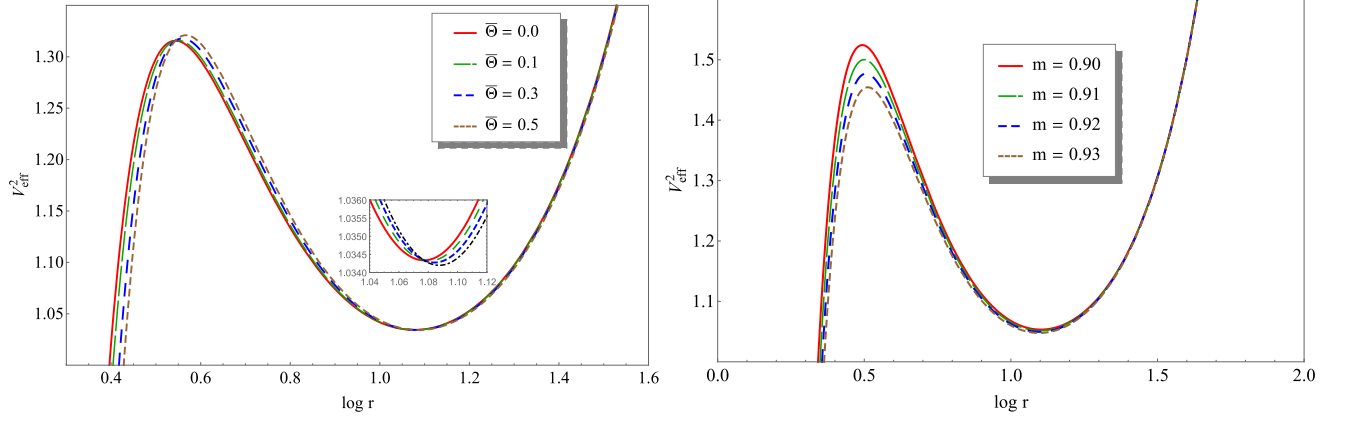 V²eff
1.30
1.25
1.20
1.15
1.10
1.05
0.4 0.6 0.8 1.0 1.2 1.4 1.6
log r
Θ̅ = 0.0
Θ̅ = 0.1
Θ̅ = 0.3
Θ̅ = 0.5
1.0360
1.0355
1.0350
1.0345
1.0340
1.04 1.06 1.08 1.10 1.12
V²eff
1.5
1.4
1.3
1.2
1.1
0.0 0.5 1.0 1.5 2.0
log r
m = 0.90
m = 0.91
m = 0.92
m = 0.93